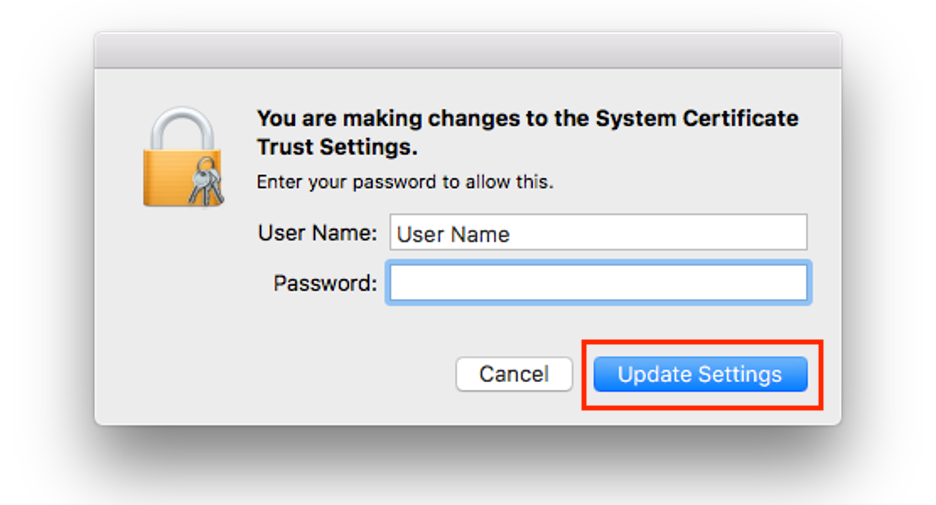 You are making changes to the System Certificate
Trust Settings.
Enter your password to allow this.
User Name: User Name
Password:
Cancel Update Settings